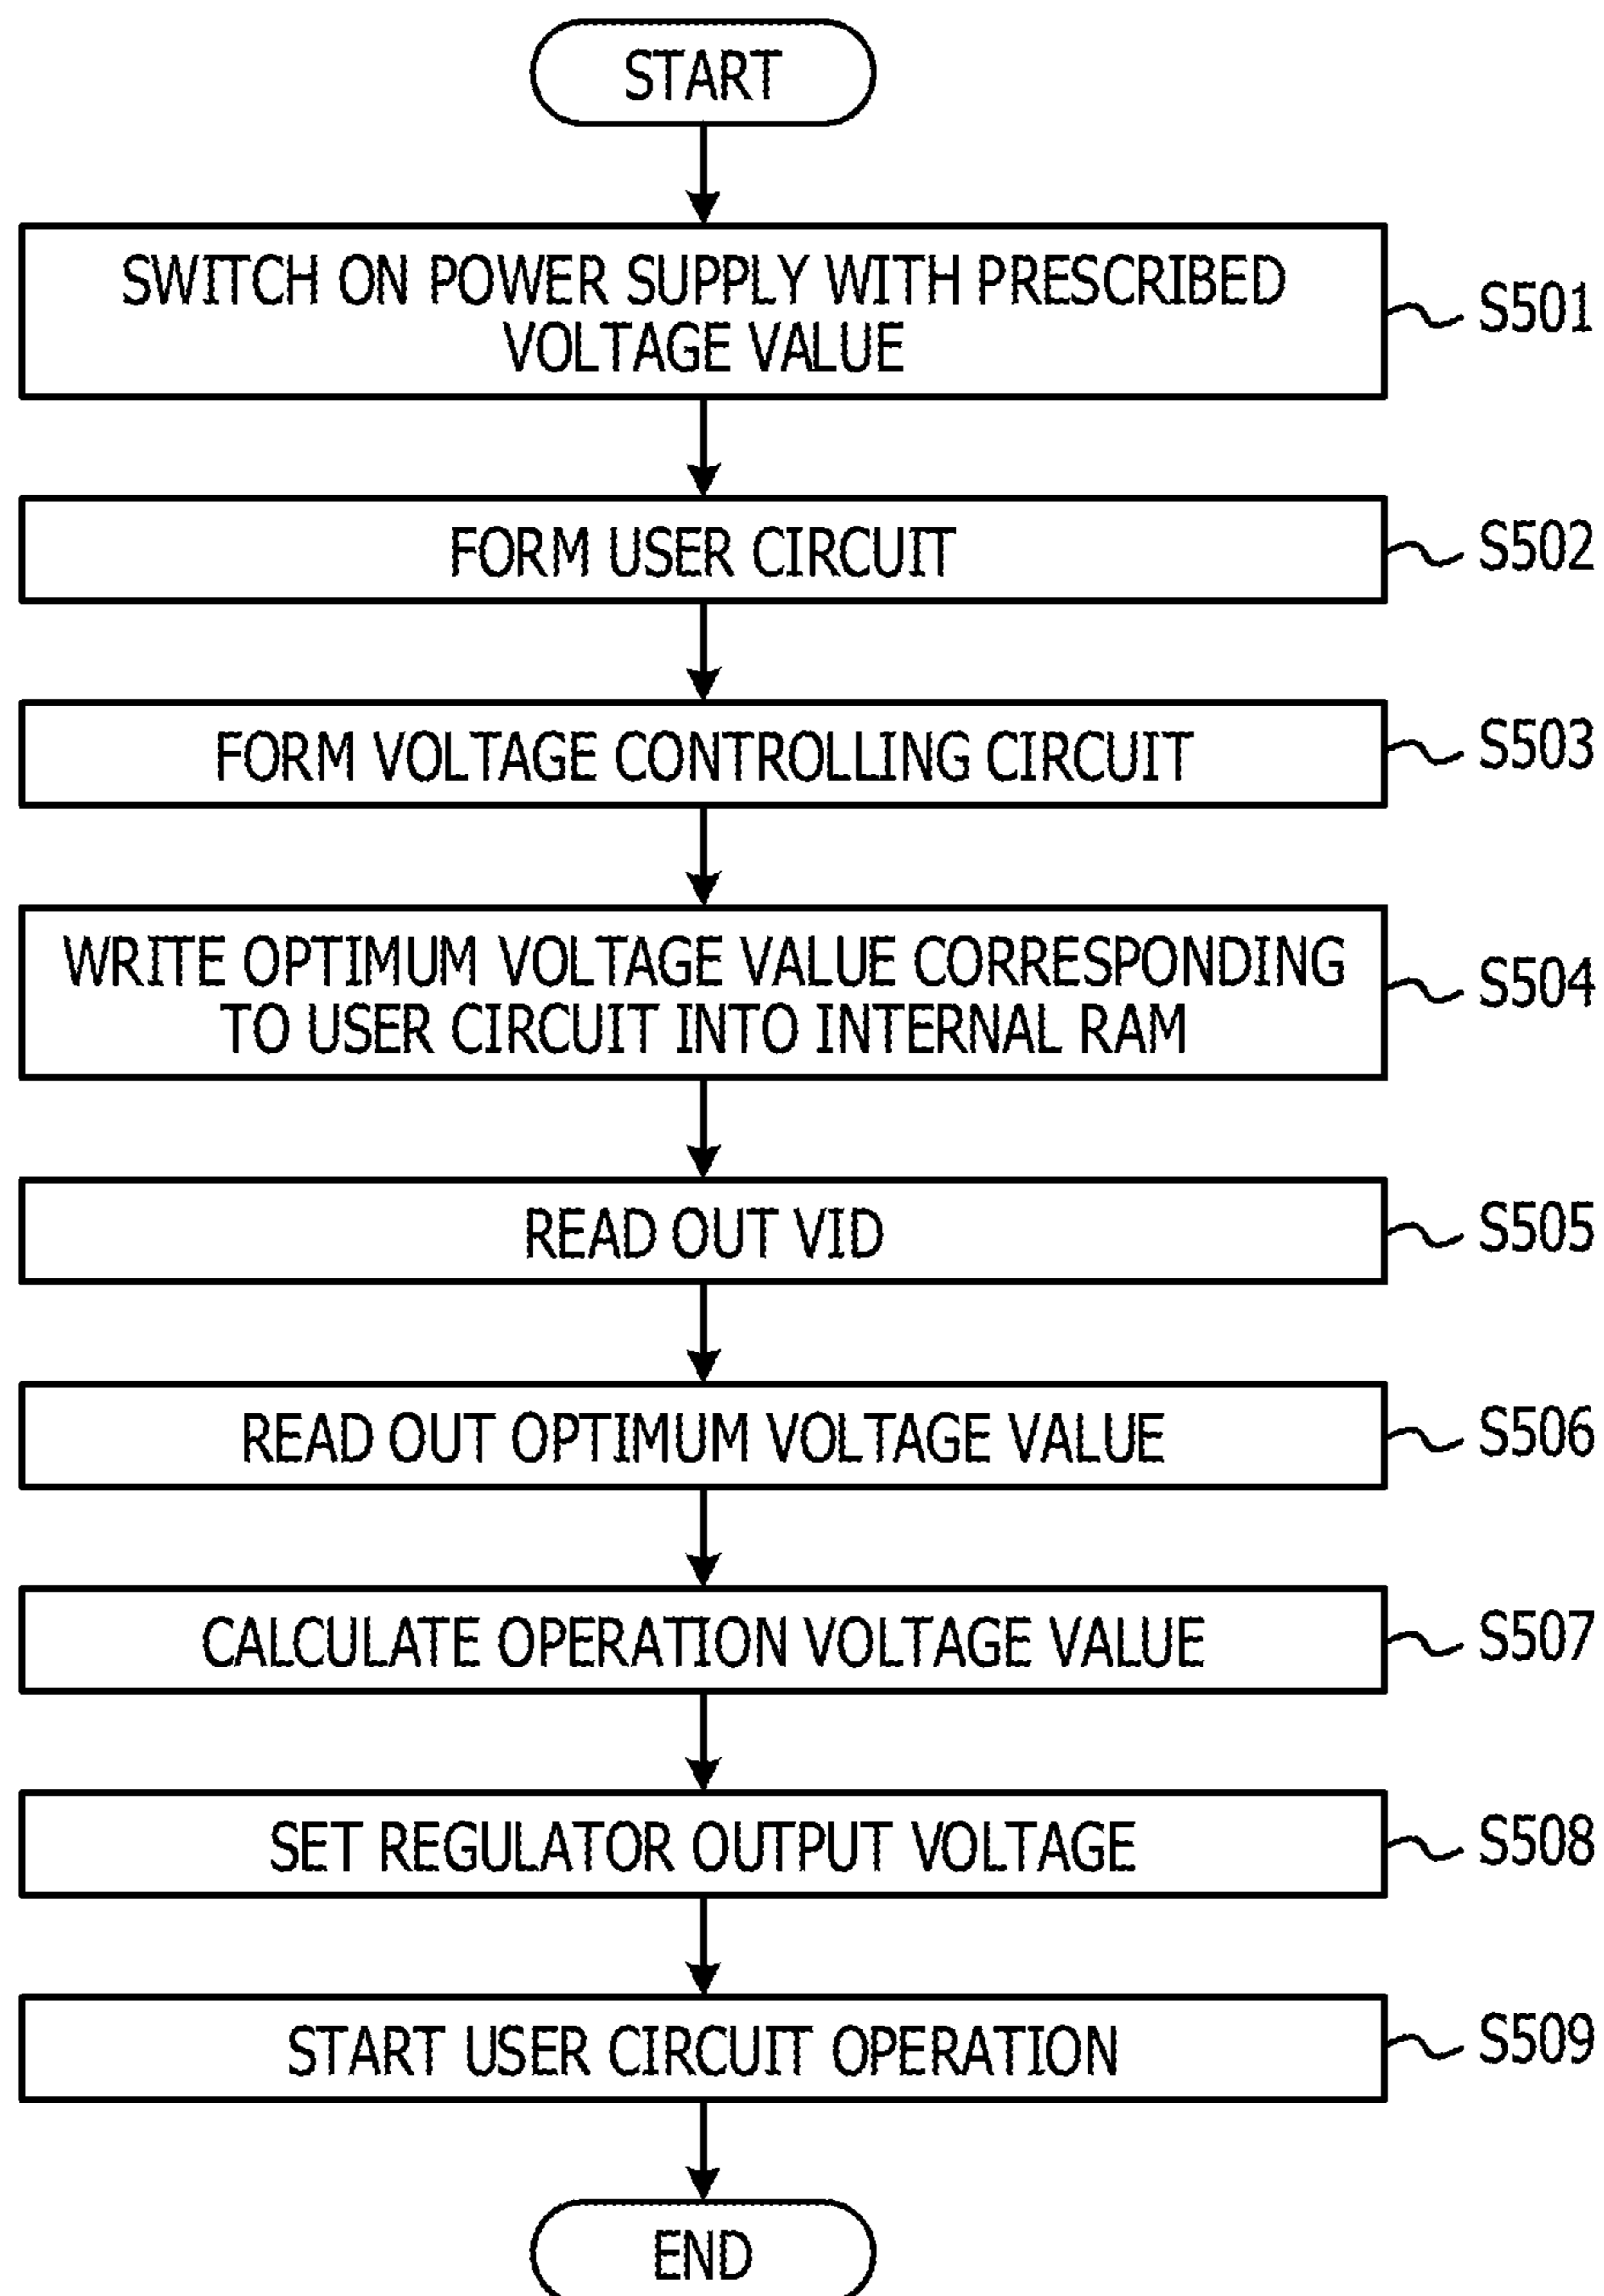 START
SWITCH ON POWER SUPPLY WITH PRESCRIBED
VOLTAGE VALUE
S501
FORM USER CIRCUIT
S502
FORM VOLTAGE CONTROLLING CIRCUIT
S503
WRITE OPTIMUM VOLTAGE VALUE CORRESPONDING
TO USER CIRCUIT INTO INTERNAL RAM
S504
READ OUT VID
S505
READ OUT OPTIMUM VOLTAGE VALUE
S506
CALCULATE OPERATION VOLTAGE VALUE
S507
SET REGULATOR OUTPUT VOLTAGE
S508
START USER CIRCUIT OPERATION
S509
END